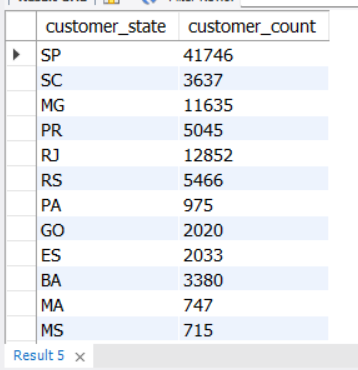 customer_state customer_count
SP 41746
SC 3637
MG 11635
PR 5045
RJ 12852
RS 5466
PA 975
GO 2020
ES 2033
BA 3380
MA 747
MS 715
Result 5 ×